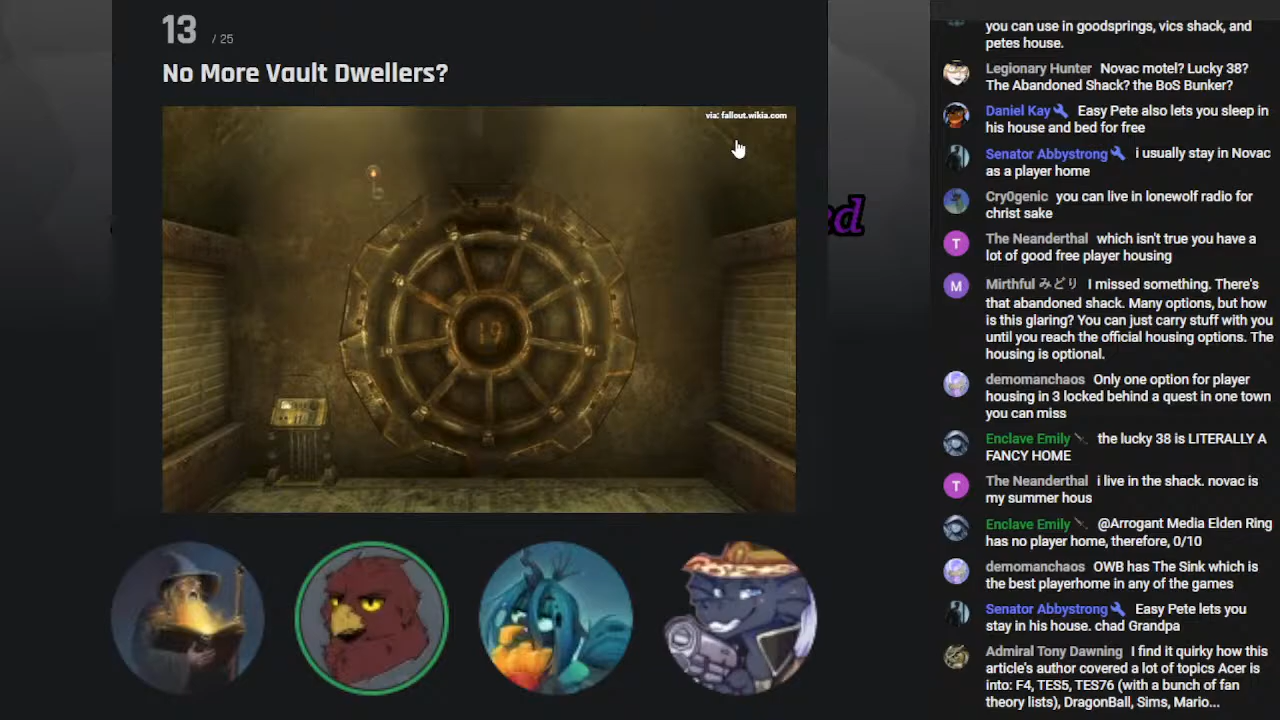 13 / 25
No More Vault Dwellers?
via: fallout.wikia.com
19
ed
you can use in goodsprings, vics shack, and
petes house.
Legionary Hunter Novac motel? Lucky 38?
The Abandoned Shack? the BoS Bunker?
Daniel Kay Easy Pete also lets you sleep in
his house and bed for free
Senator Abbystrong i usually stay in Novac
as a player home
Cry0genic you can live in lonewolf radio for
christ sake
T
The Neanderthal which isn't true you have a
lot of good free player housing
M
Mirthful みどり I missed something. There's
that abandoned shack. Many options, but how
is this glaring? You can just carry stuff with you
until you reach the official housing options. The
housing is optional.
demomanchaos Only one option for player
housing in 3 locked behind a quest in one town
you can miss
Enclave Emily the lucky 38 is LITERALLY A
FANCY HOME
T
The Neanderthal i live in the shack. novac is
my summer hous
Enclave Emily @Arrogant Media Elden Ring
has no player home, therefore, 0/10
demomanchaos OWB has The Sink which is
the best playerhome in any of the games
Senator Abbystrong Easy Pete lets you
stay in his house. chad Grandpa
Admiral Tony Dawning I find it quirky how this
article's author covered a lot of topics Acer is
into: F4, TES5, TES76 (with a bunch of fan
theory lists), DragonBall, Sims, Mario...